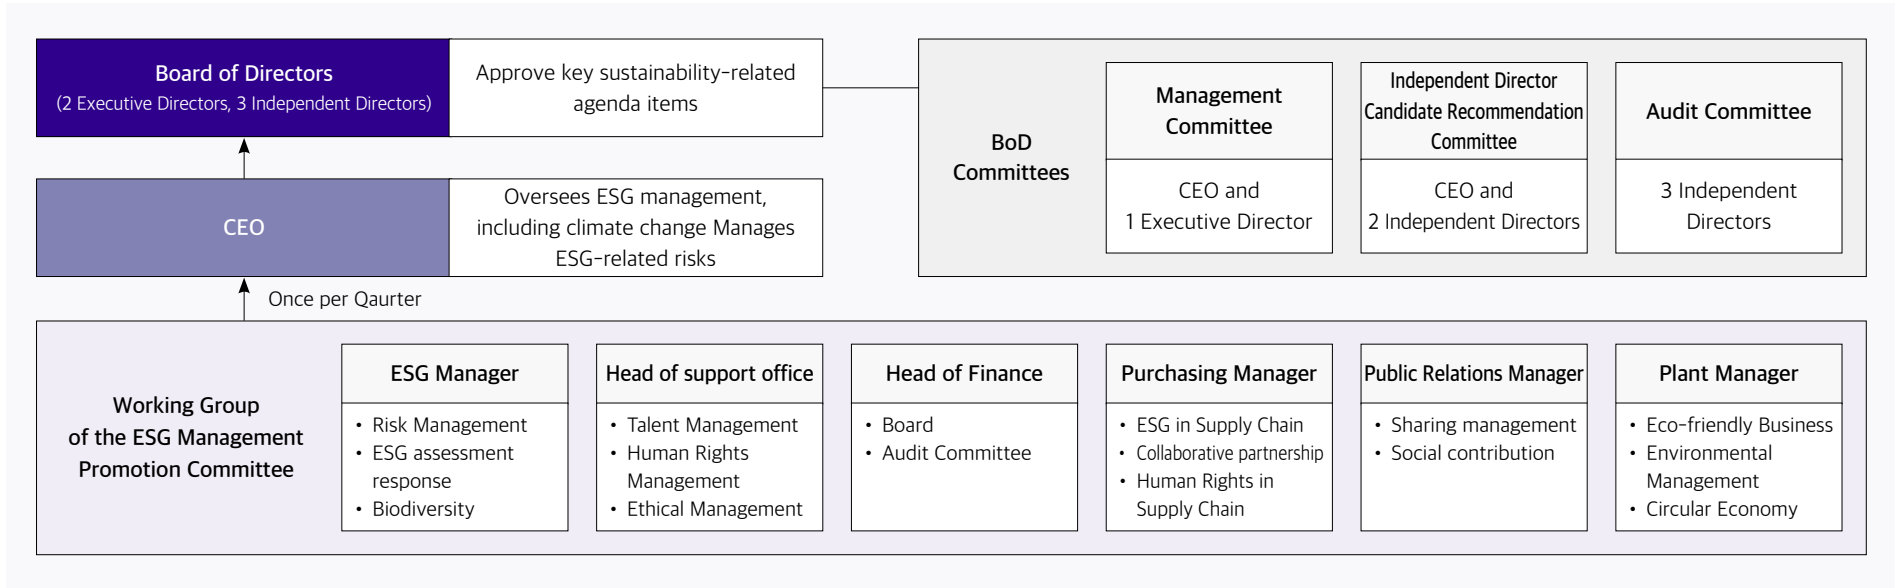 Board of Directors
(2 Executive Directors, 3 Independent Directors)
Approve key sustainability-related
agenda items
CEO
Oversees ESG management,
including climate change Manages
ESG-related risks
BoD
Committees
Management
Committee
CEO and
1 Executive Director
Independent Director
Candidate Recommendation
Committee
CEO and
2 Independent Directors
Audit Committee
3 Independent
Directors
Once per Qaurter
Working Group
of the ESG Management
Promotion Committee
ESG Manager
• Risk Management
• ESG assessment
response
• Biodiversity
Head of support office
• Talent Management
• Human Rights
Management
• Ethical Management
Head of Finance
• Board
• Audit Committee
Purchasing Manager
• ESG in Supply Chain
• Collaborative partnership
• Human Rights in
Supply Chain
Public Relations Manager
• Sharing management
• Social contribution
Plant Manager
• Eco-friendly Business
• Environmental
Management
• Circular Economy